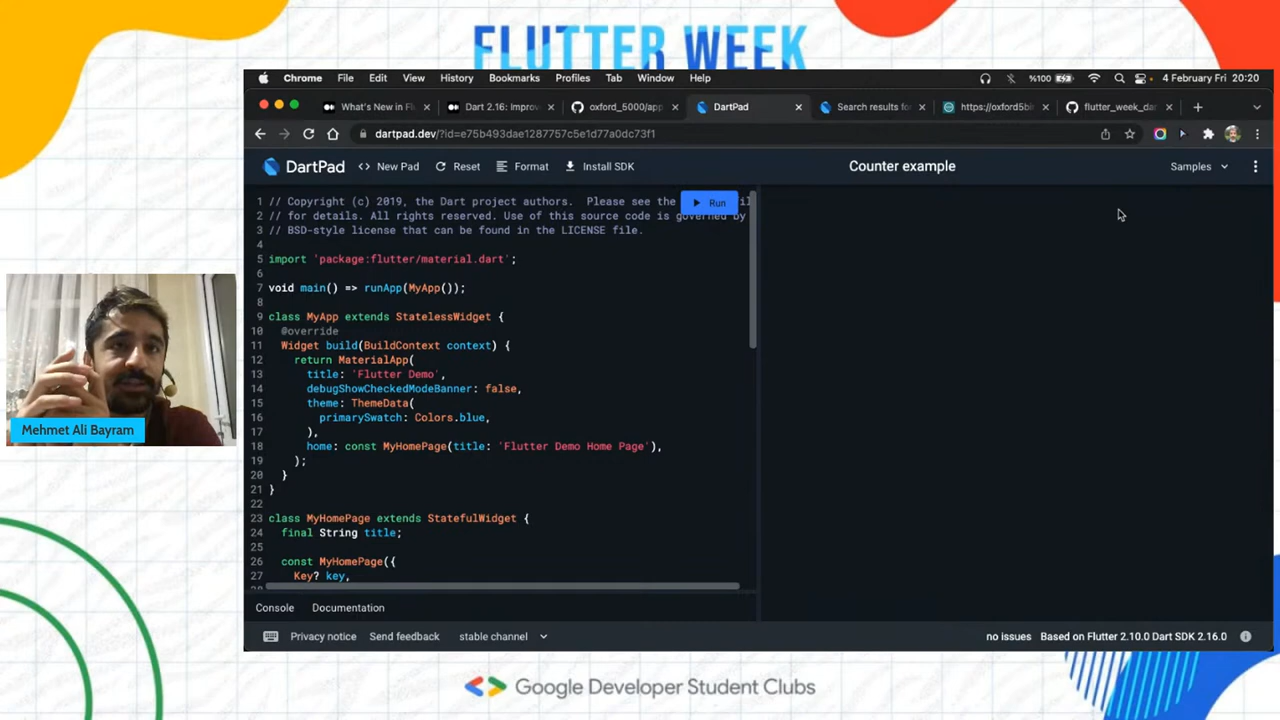 FLUTTER WEEK
Chrome File Edit View History Bookmarks Profiles Tab Window Help %100 4 February Fri 20:20
What's New in Fl Dart 2.16: Improv oxford_5000/app DartPad Search results for https://oxford5bi flutter_week_da
dartpad.dev/?id=e75b493dae1287757c5e1d77a0dc73f1
DartPad <> New Pad Reset Format Install SDK Counter example Samples
1 // Copyright (c) 2019, the Dart project authors. Please see the
Run
2 // for details. All rights reserved. Use of this source code is governed by
3 // BSD-style license that can be found in the LICENSE file.
4
5 import 'package:flutter/material.dart';
6
7 void main() => runApp(MyApp());
8
9 class MyApp extends StatelessWidget {
10 @override
11 Widget build(BuildContext context) {
12 return MaterialApp(
13 title: 'Flutter Demo',
14 debugShowCheckedModeBanner: false,
15 theme: ThemeData(
16 primarySwatch: Colors.blue,
17 ),
18 home: const MyHomePage(title: 'Flutter Demo Home Page'),
19 );
20 }
21 }
22
23 class MyHomePage extends StatefulWidget {
24 final String title;
25
26 const MyHomePage({
27 Key? key,
Mehmet Ali Bayram
Console Documentation
Privacy notice Send feedback stable channel no issues Based on Flutter 2.10.0 Dart SDK 2.16.0
Google Developer Student Clubs